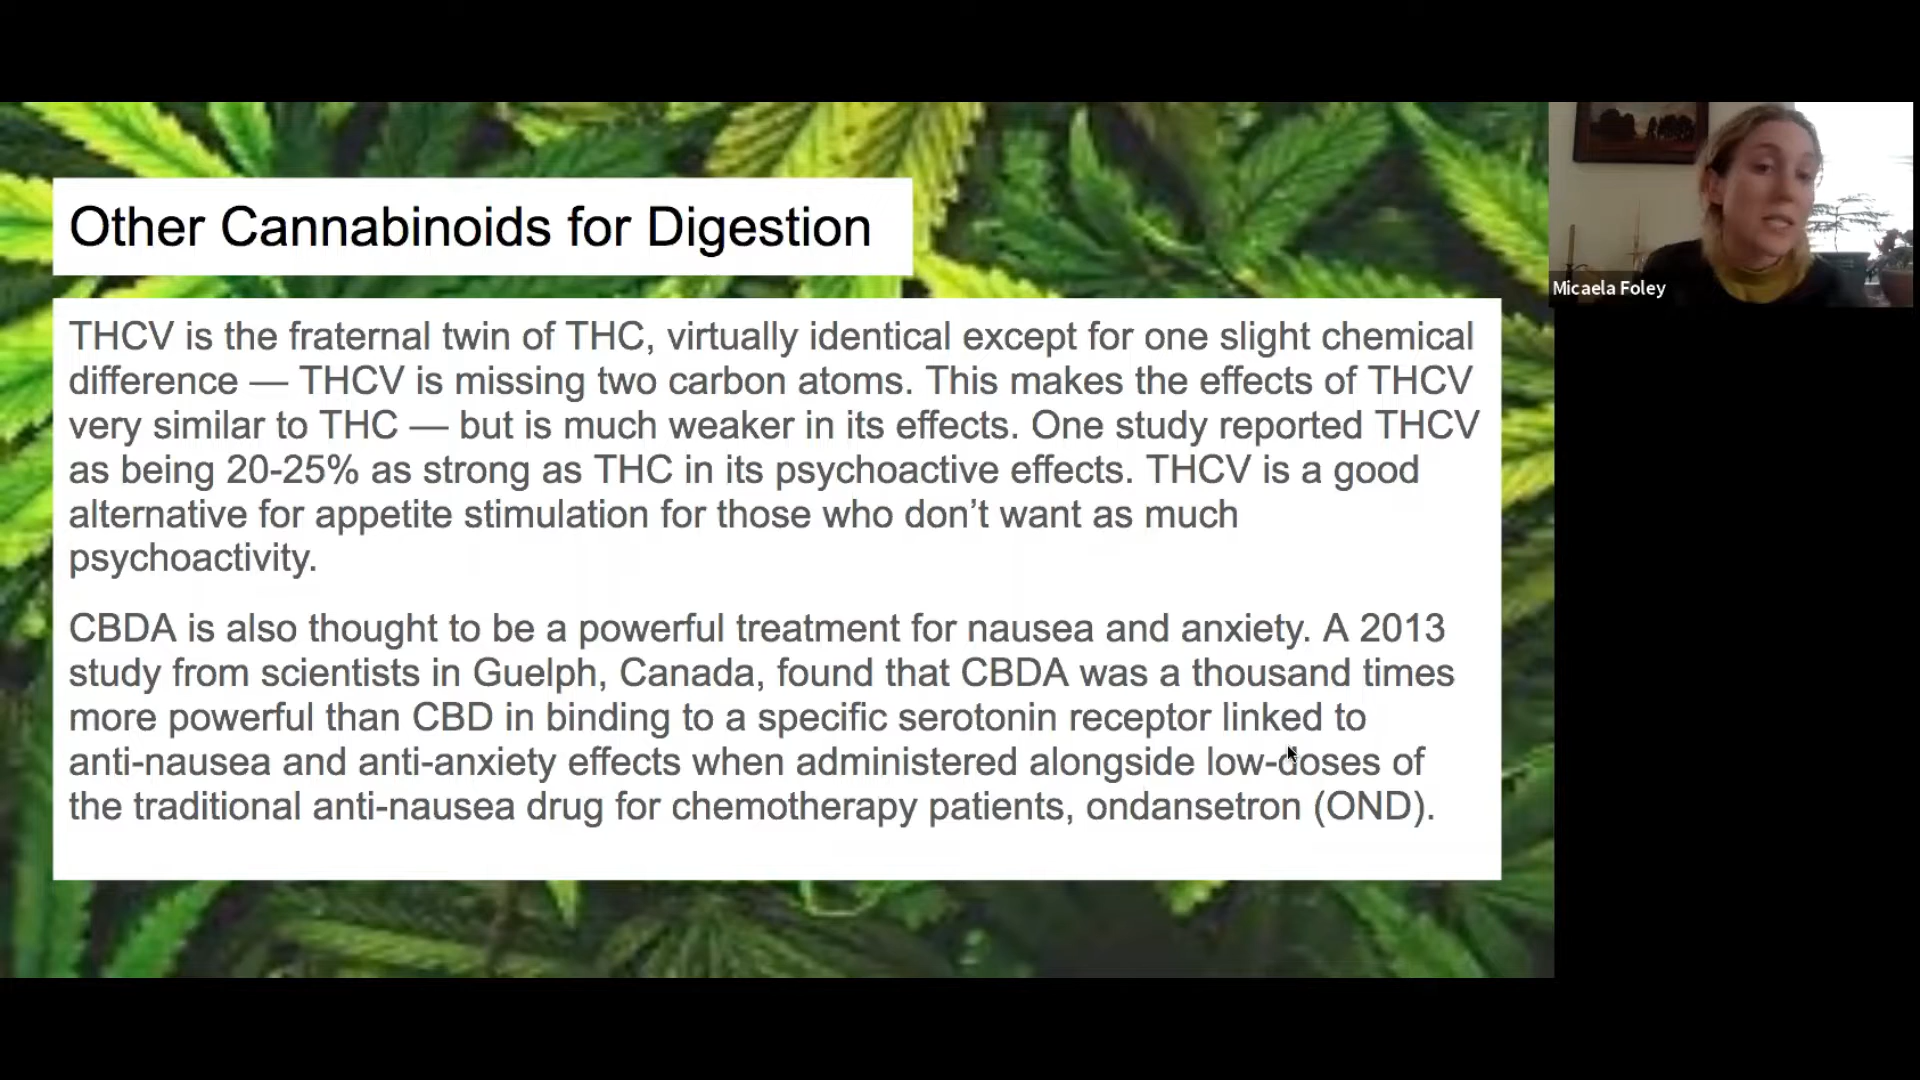 Other Cannabinoids for Digestion
THCV is the fraternal twin of THC, virtually identical except for one slight chemical
difference — THCV is missing two carbon atoms. This makes the effects of THCV
very similar to THC — but is much weaker in its effects. One study reported THCV
as being 20-25% as strong as THC in its psychoactive effects. THCV is a good
alternative for appetite stimulation for those who don’t want as much
psychoactivity.
CBDA is also thought to be a powerful treatment for nausea and anxiety. A 2013
study from scientists in Guelph, Canada, found that CBDA was a thousand times
more powerful than CBD in binding to a specific serotonin receptor linked to
anti-nausea and anti-anxiety effects when administered alongside low-doses of
the traditional anti-nausea drug for chemotherapy patients, ondansetron (OND).
Micaela Foley